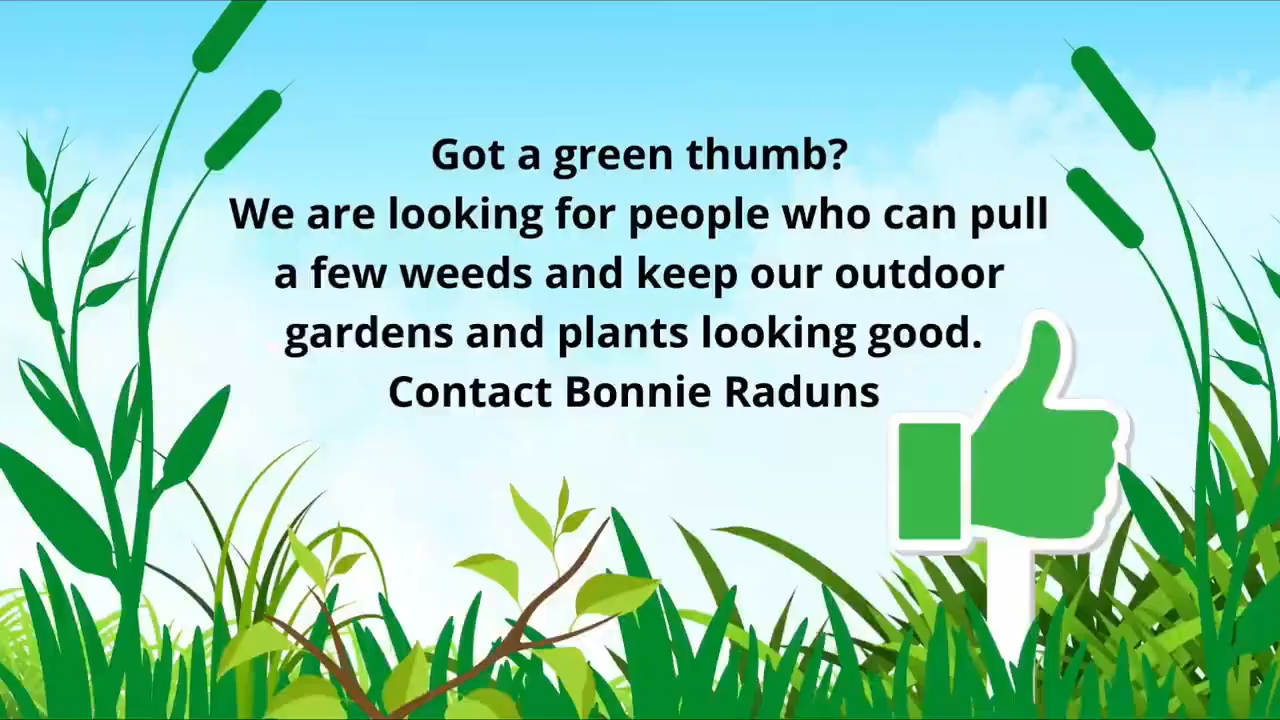 Got a green thumb?
We are looking for people who can pull
a few weeds and keep our outdoor
gardens and plants looking good.
Contact Bonnie Raduns